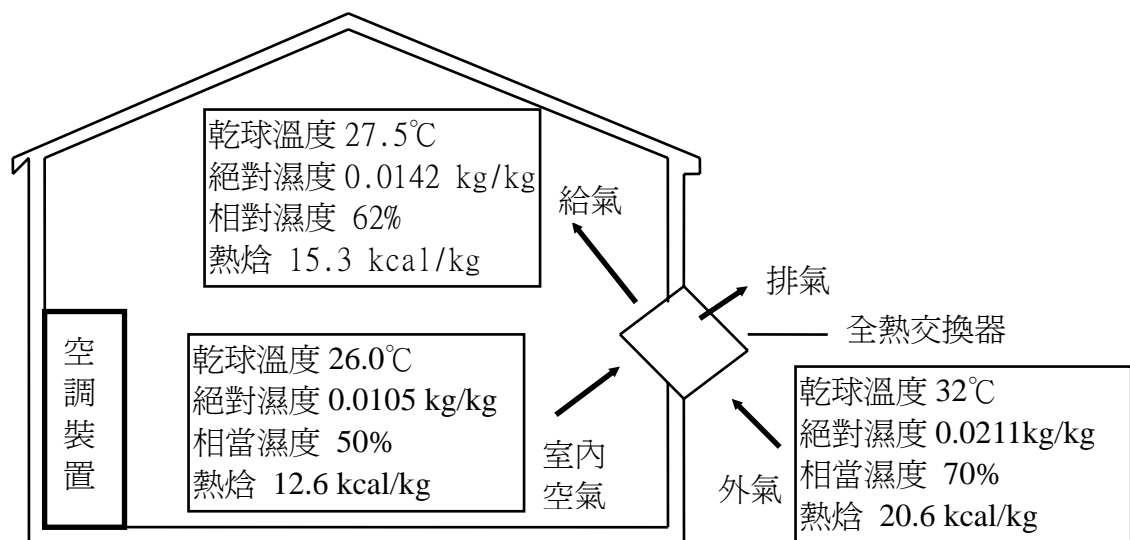 乾球溫度 27.5℃
絕對濕度 0.0142 kg/kg
相對濕度 62%
熱焓 15.3 kcal/kg
給氣
排氣
全熱交換器
空調裝置
乾球溫度 26.0℃
絕對濕度 0.0105 kg/kg
相當濕度 50%
熱焓 12.6 kcal/kg
室內
空氣
外氣
乾球溫度 32℃
絕對濕度 0.0211kg/kg
相當濕度 70%
熱焓 20.6 kcal/kg